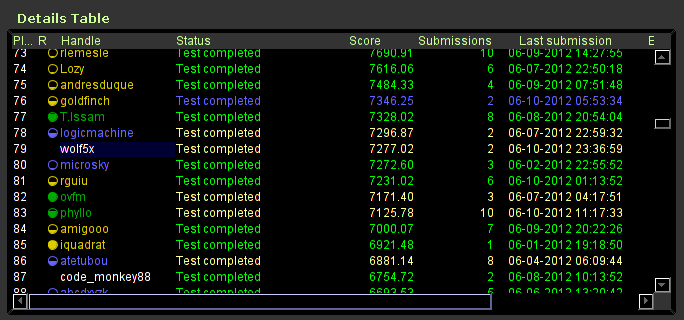 Details Table
Pl... R Handle Status Score Submissions Last submission E
73 riemesle Test completed 7690.91 10 06-09-2012 14:27:55
74 Lozy Test completed 7616.06 6 06-07-2012 22:50:18
75 andresduque Test completed 7484.33 4 06-09-2012 07:51:48
76 goldfinch Test completed 7346.25 2 06-10-2012 05:53:34
77 T.Issam Test completed 7328.02 8 06-08-2012 20:54:04
78 logicmachine Test completed 7296.87 2 06-07-2012 22:59:32
79 wolf5x Test completed 7277.02 2 06-10-2012 23:36:59
80 microsky Test completed 7272.60 3 06-02-2012 22:55:52
81 rguiu Test completed 7231.02 6 06-10-2012 01:13:52
82 ovfm Test completed 7171.40 3 06-07-2012 04:17:51
83 phyllo Test completed 7125.78 10 06-10-2012 11:17:33
84 amigooo Test completed 7000.07 7 06-09-2012 20:22:26
85 iquadrat Test completed 6921.48 1 06-01-2012 19:18:50
86 atetubou Test completed 6881.14 8 06-04-2012 06:09:44
87 code_monkey88 Test completed 6754.72 2 06-08-2012 10:13:52
88 Test completed 6693.53